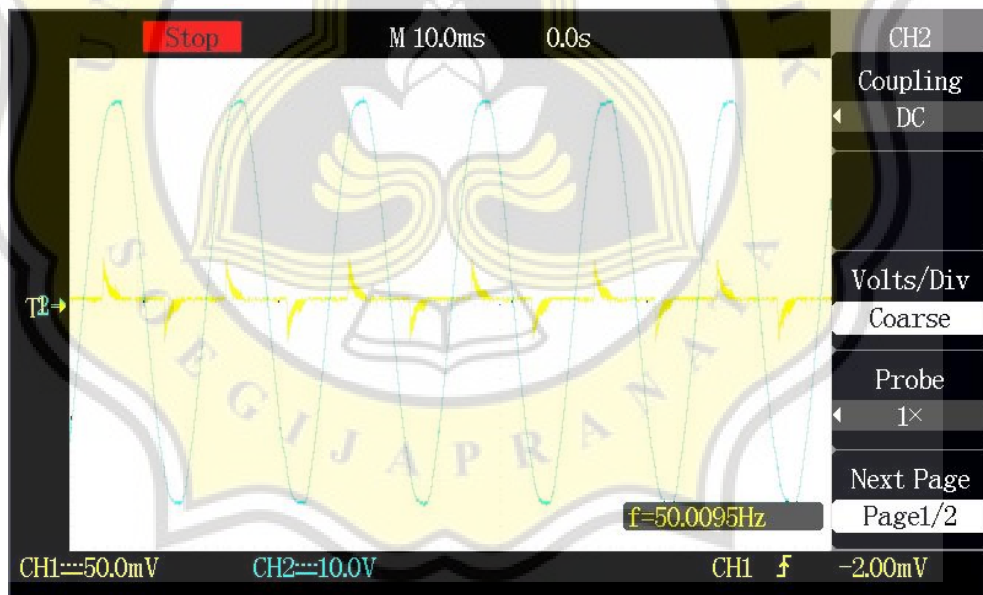 Stop M 10.0ms 0.0s CH2
Coupling
DC
Volts/Div
Coarse
Probe
1×
Next Page
Page1/2
f=50.0095Hz
CH1 50.0mV CH2 10.0V CH1 -2.00mV
SOEGIJAPRANATA